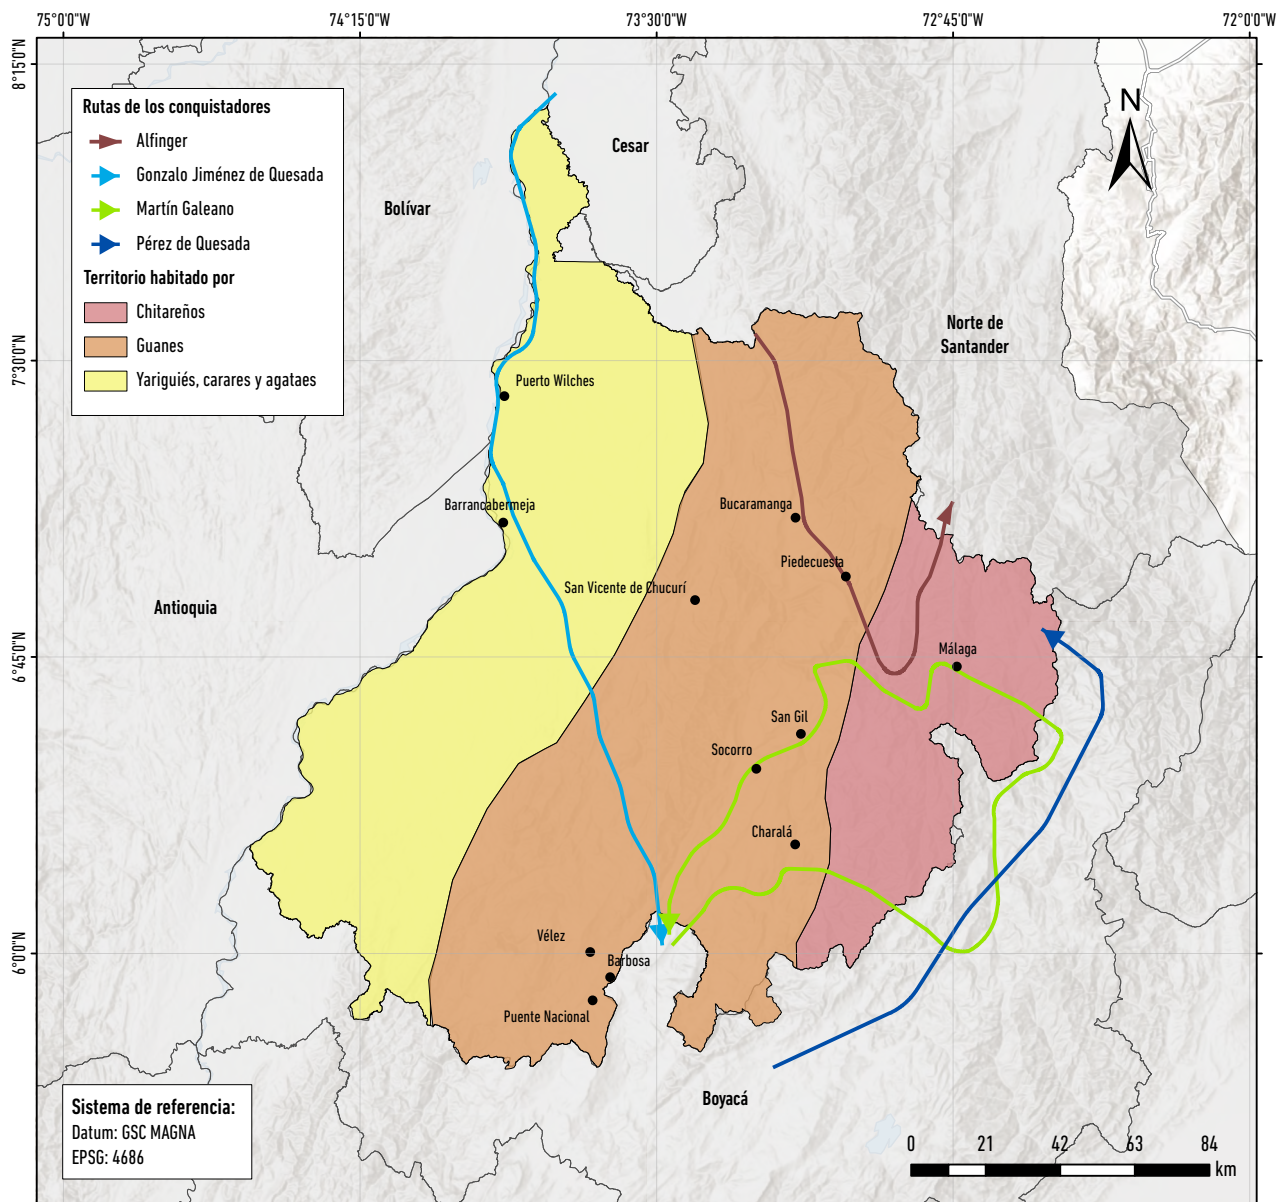 75°0'0"W
74°15'0"W
73°30'0"W
72°45'0"W
72°0'0"W
8°15'0"N
7°30'0"N
6°45'0"N
6°0'0"N
Rutas de los conquistadores
Alfinger
Gonzalo Jiménez de Quesada
Martín Galeano
Pérez de Quesada
Territorio habitado por
Chitareños
Guanes
Yariguiés, carares y agataes
N
Cesar
Bolívar
Norte de
Santander
Puerto Wilches
Barrancabermeja
Bucaramanga
Piedecuesta
San Vicente de Chucurí
Antioquia
Málaga
San Gil
Socorro
Charalá
Vélez
Barbosa
Puente Nacional
Boyacá
Sistema de referencia:
Datum: GSC MAGNA
EPSG: 4686
0 21 42 63 84
km